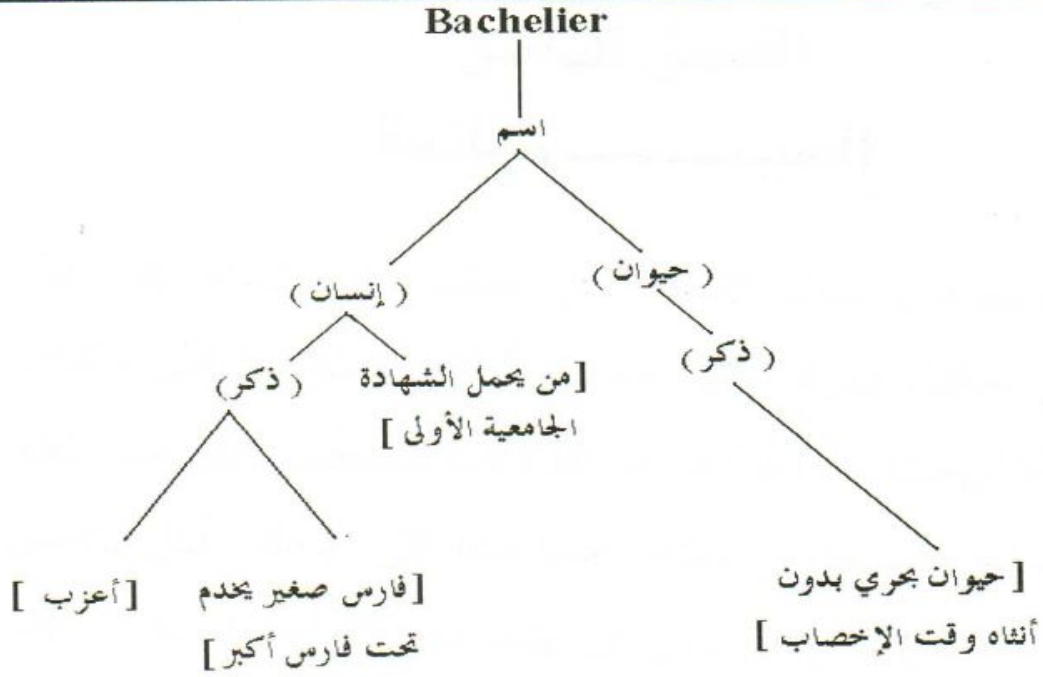 Bachelier
اسم
( حيوان )
( إنسان )
( ذكر )
[من يحمل الشهادة
الجامعية الأولى ]
( ذكر )
[ حيوان بحري بدون
أنثاه وقت الإخصاب ]
[فارس صغير يخدم
تحت فارس أكبر]
[أعزب ]